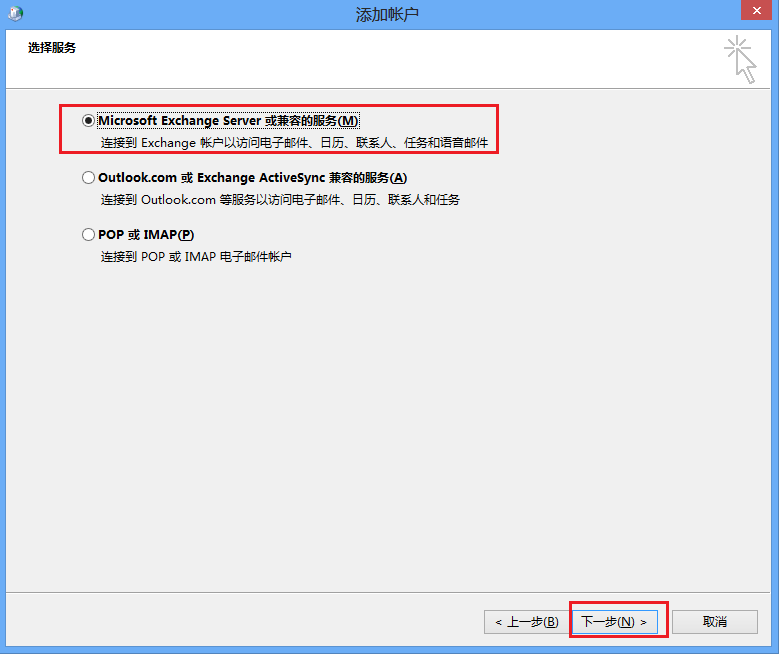 添加帐户
选择服务
Microsoft Exchange Server 或兼容的服务(M)
连接到 Exchange 帐户以访问电子邮件、日历、联系人、任务和语音邮件
Outlook.com 或 Exchange ActiveSync 兼容的服务(A)
连接到 Outlook.com 等服务以访问电子邮件、日历、联系人和任务
POP 或 IMAP(P)
连接到 POP 或 IMAP 电子邮件帐户
< 上一步(B) 下一步(N) > 取消